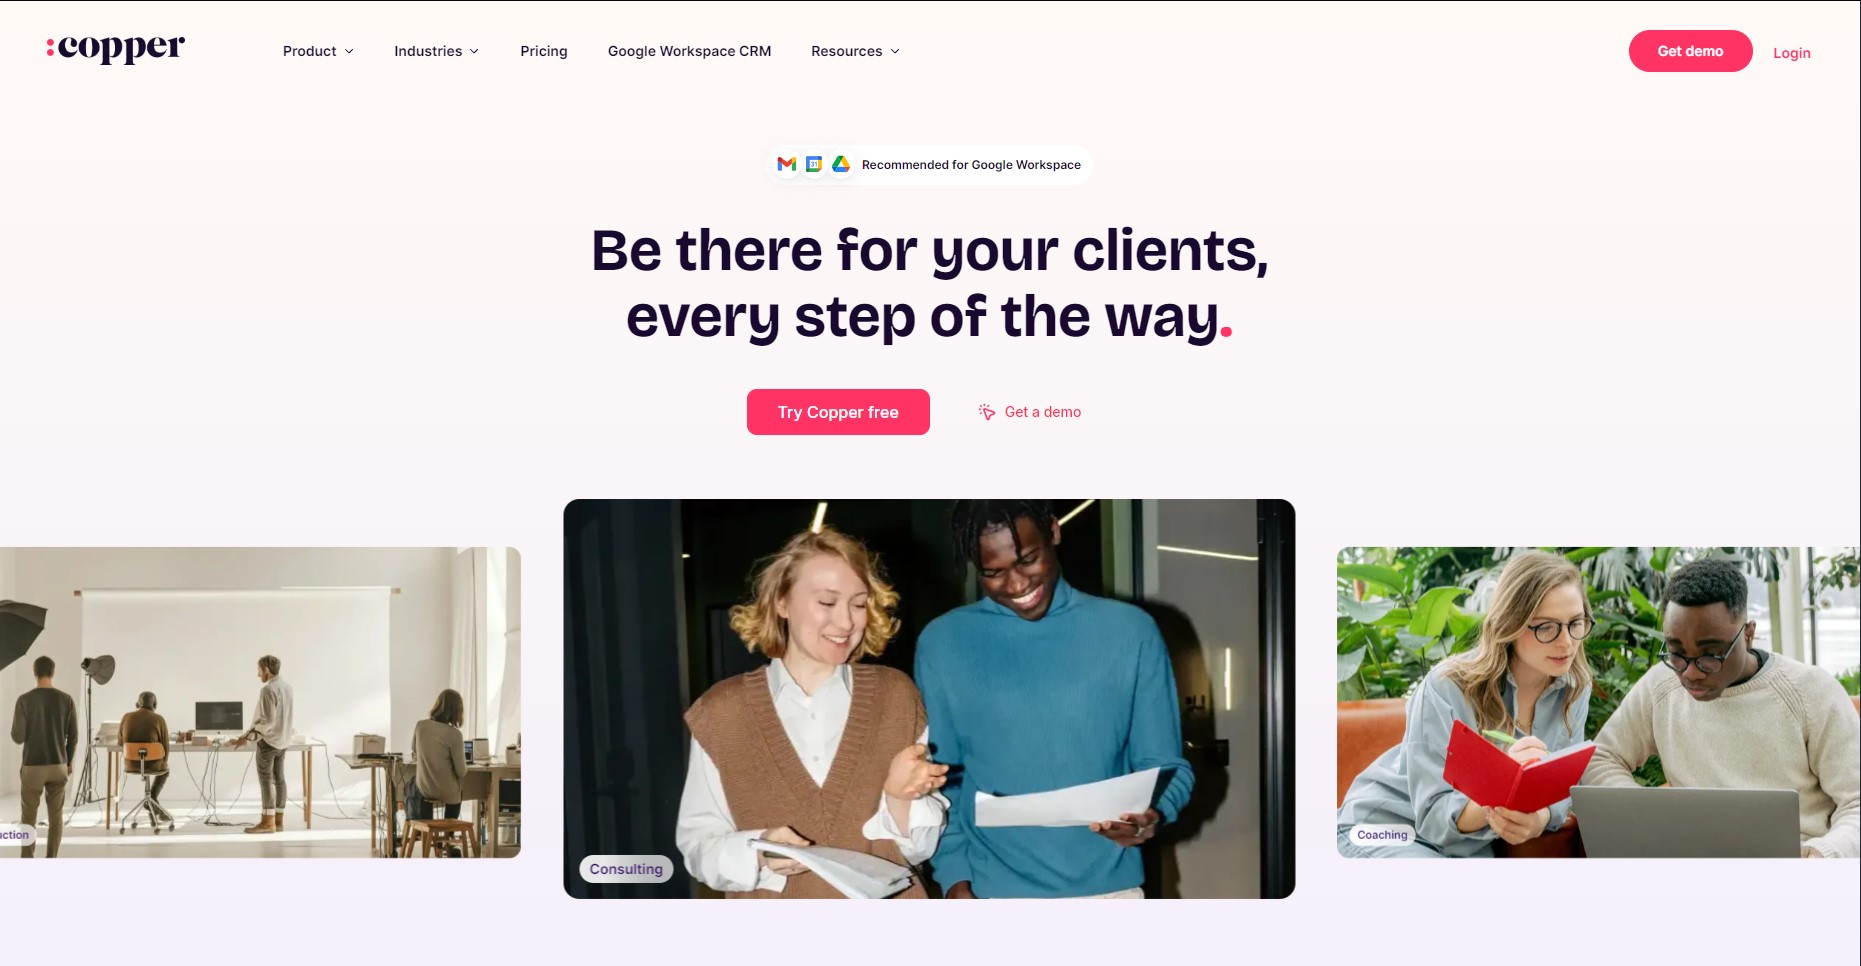 :copper
Product
Industries
Pricing
Google Workspace CRM
Resources
Get demo
Login
31
Recommended for Google Workspace
Be there for your clients,
every step of the way.
Try Copper free
Get a demo
Consulting
Coaching